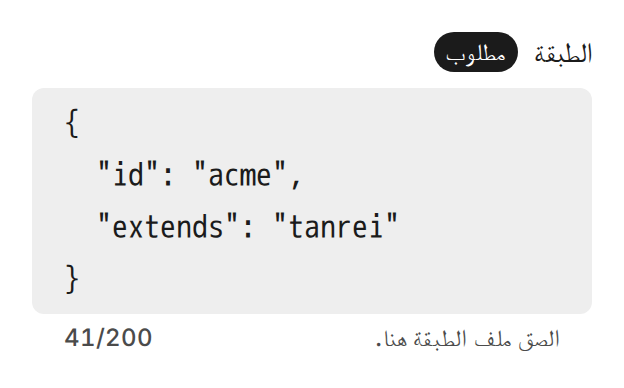 الطبقة مطلوب
{
  "id": "acme",
  "extends": "tanrei"
}
الصق ملف الطبقة هنا. 41/200